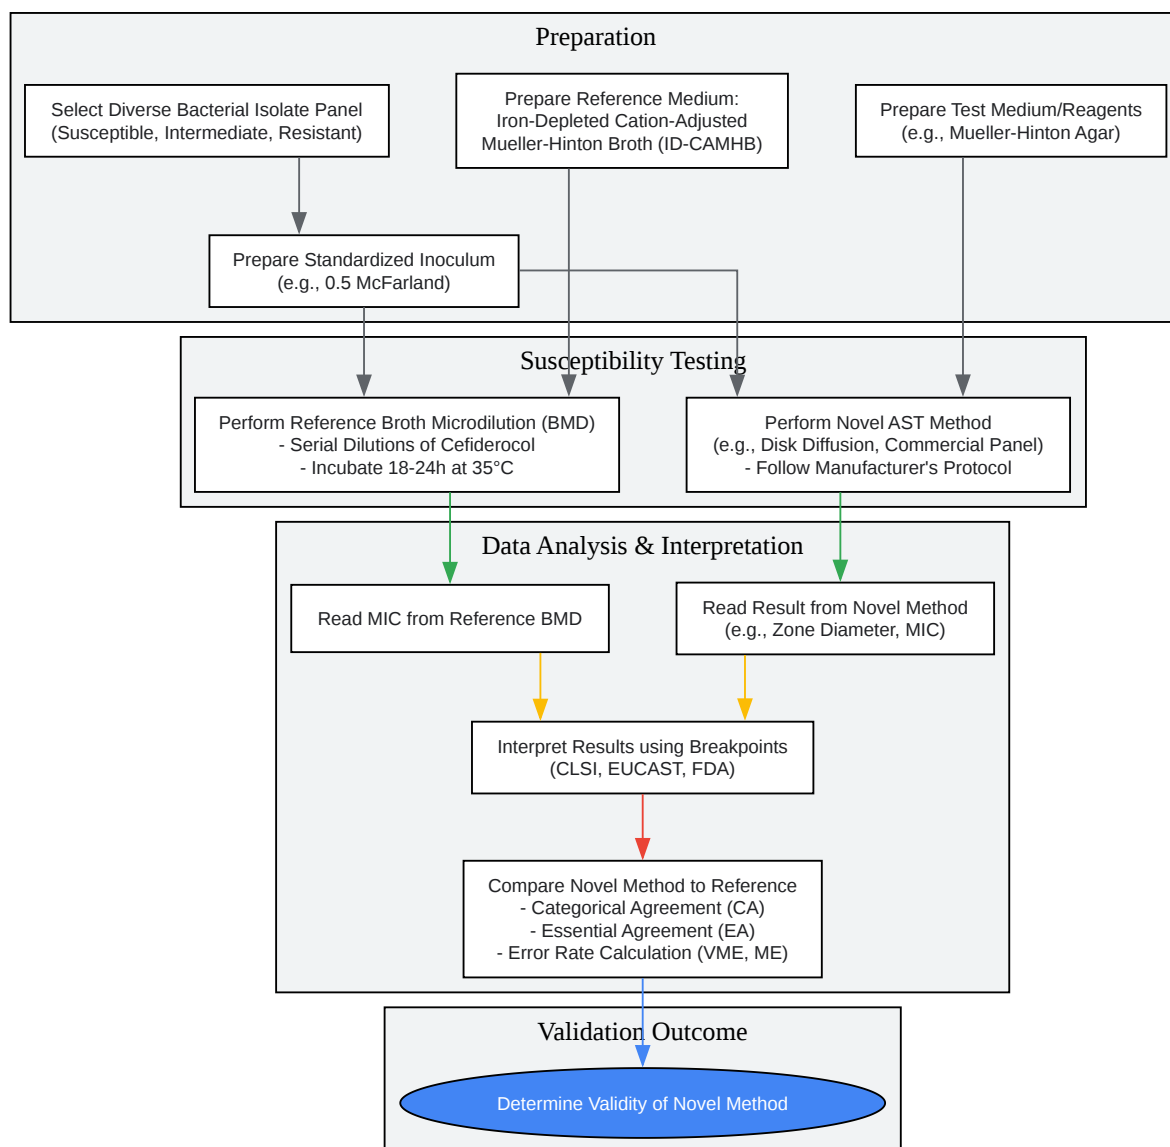 Preparation
Select Diverse Bacterial Isolate Panel
(Susceptible, Intermediate, Resistant)
Prepare Reference Medium:
Iron-Depleted Cation-Adjusted
Mueller-Hinton Broth (ID-CAMHB)
Prepare Test Medium/Reagents
(e.g., Mueller-Hinton Agar)
Prepare Standardized Inoculum
(e.g., 0.5 McFarland)
Susceptibility Testing
Perform Reference Broth Microdilution (BMD)
- Serial Dilutions of Cefiderocol
- Incubate 18-24h at 35°C
Perform Novel AST Method
(e.g., Disk Diffusion, Commercial Panel)
- Follow Manufacturer's Protocol
Data Analysis & Interpretation
Read MIC from Reference BMD
Read Result from Novel Method
(e.g., Zone Diameter, MIC)
Interpret Results using Breakpoints
(CLSI, EUCAST, FDA)
Compare Novel Method to Reference
- Categorical Agreement (CA)
- Essential Agreement (EA)
- Error Rate Calculation (VME, ME)
Validation Outcome
Determine Validity of Novel Method